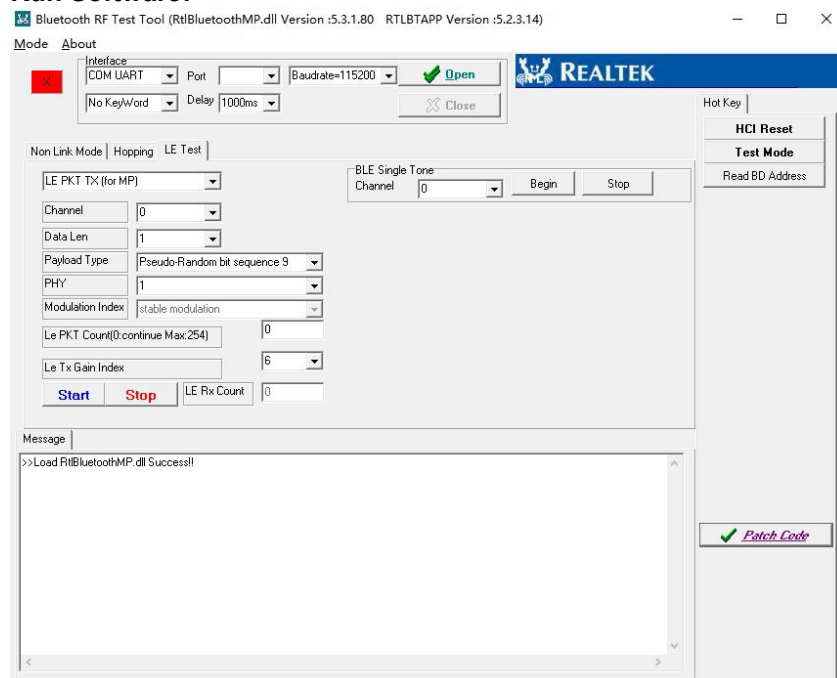 Run Software:
Bluetooth RF Test Tool (RtlBluetoothMP.dll Version :5.3.1.80 RTLBTAPP Version :5.2.3.14)
Mode About
Interface
COM UART Port Baudrate=115200 Open
No KeyWord Delay 1000ms Close
REALTEK
Hot Key
HCI Reset
Test Mode
Read BD Address
Non Link Mode Hopping LE Test
LE PKT TX (for MP)
BLE Single Tone
Channel 0 Begin Stop
Channel 0
Data Len 1
Payload Type Pseudo-Random bit sequence 9
PHY 1
Modulation Index stable modulation
Le PKT Count(0:continue Max:254) 0
Le Tx Gain Index 6
Start Stop LE Rx Count 0
Message
>>Load RtlBluetoothMP.dll Success!!
Patch Code